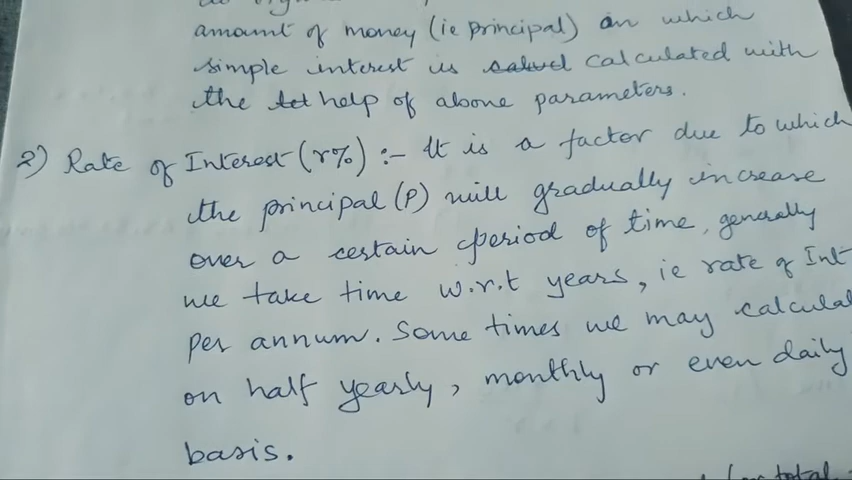 amount of money (ie principal) on which
simple interest is calculated with
the help of above parameters.
2) Rate of Interest (r%) :- It is a factor due to which
the principal (P) will gradually increase
over a certain period of time, generally
we take time w.r.t years, ie rate of Int
per annum. Some times we may calculat
on half yearly, monthly or even daily
basis.
total